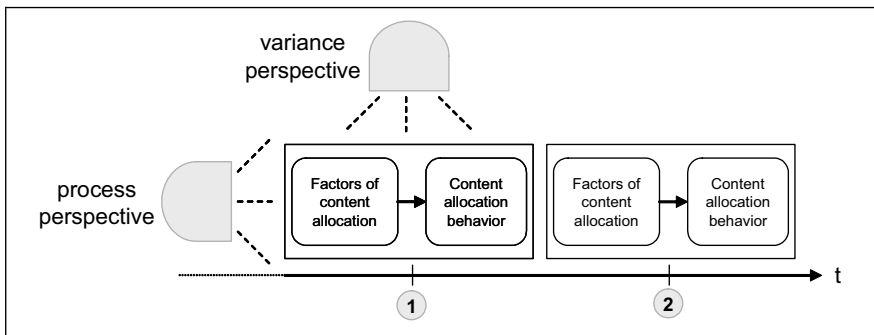 variance
perspective
process
perspective
Factors of
content
allocation
Content
allocation
behavior
Factors of
content
allocation
Content
allocation
behavior
t
1
2